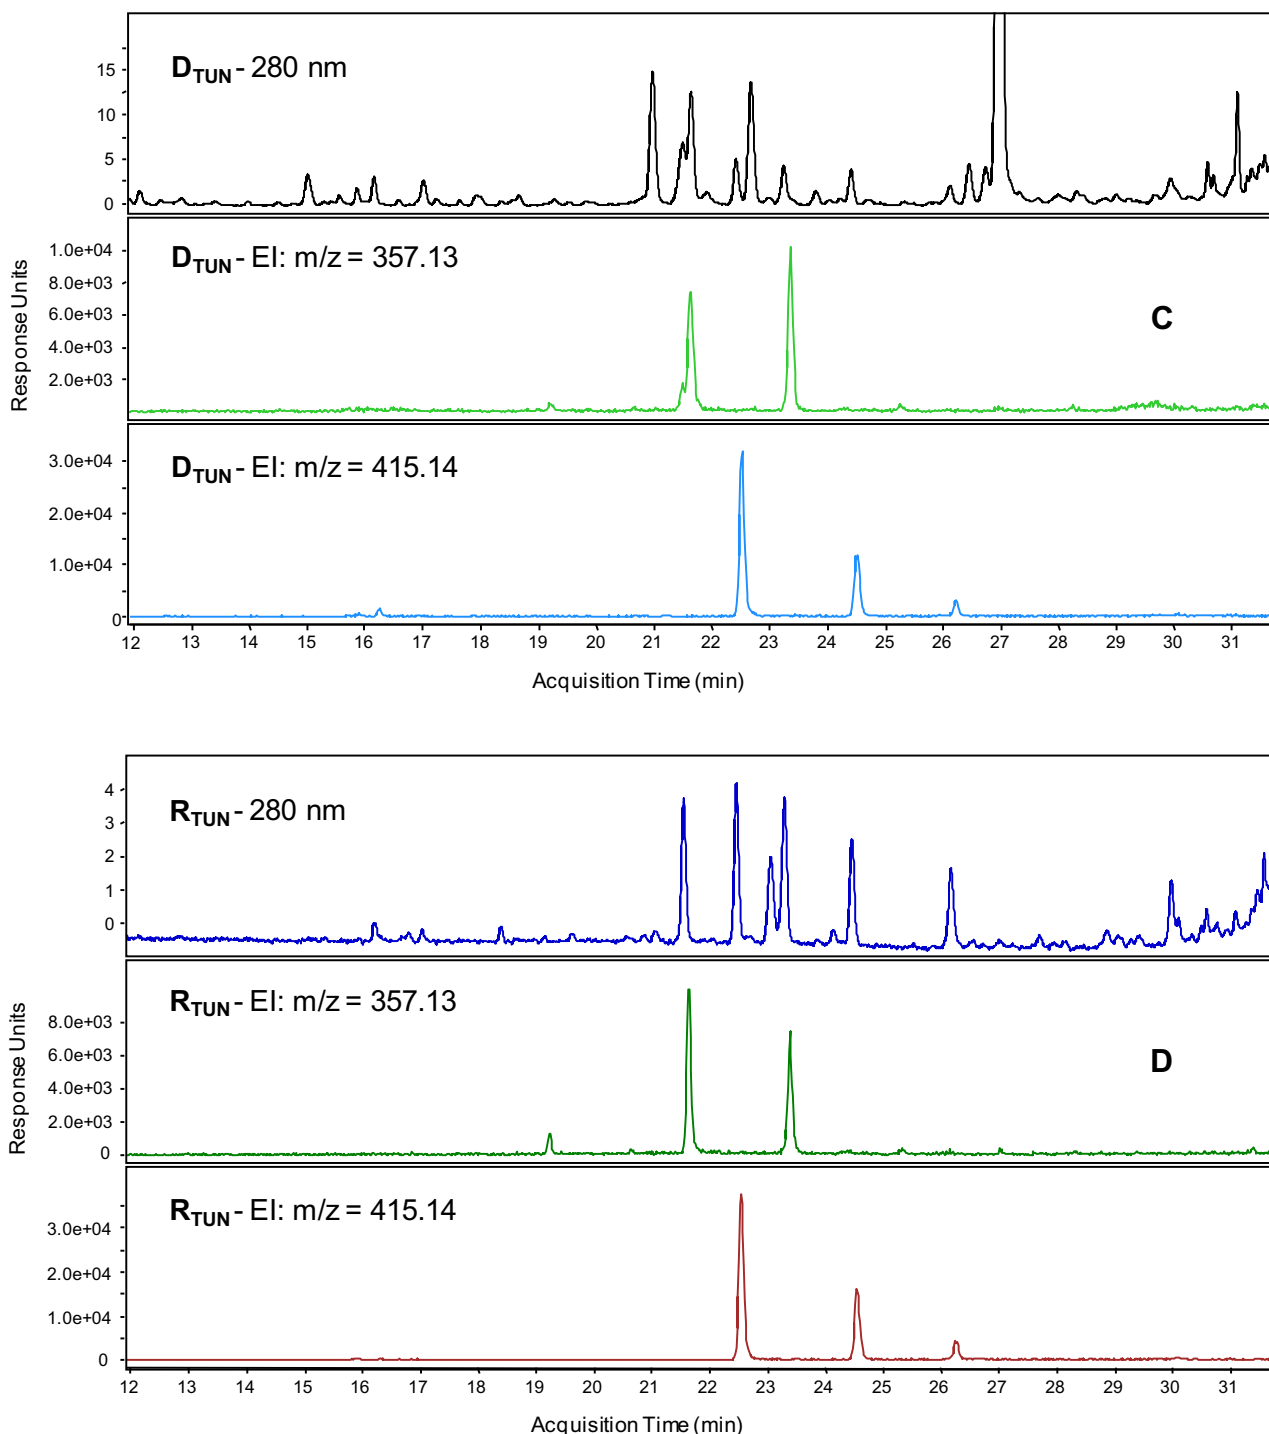 D_TUN - 280 nm
15
10
5
0
D_TUN - EI: m/z = 357.13
1.0e+04
8.0e+03
6.0e+03
4.0e+03
2.0e+03
C
Response Units
D_TUN - EI: m/z = 415.14
3.0e+04
2.0e+04
1.0e+04
0
12 13 14 15 16 17 18 19 20 21 22 23 24 25 26 27 28 29 30 31
Acquisition Time (min)
R_TUN - 280 nm
4
3
2
1
0
R_TUN - EI: m/z = 357.13
8.0e+03
6.0e+03
4.0e+03
2.0e+03
0
D
Response Units
R_TUN - EI: m/z = 415.14
3.0e+04
2.0e+04
1.0e+04
0
12 13 14 15 16 17 18 19 20 21 22 23 24 25 26 27 28 29 30 31
Acquisition Time (min)